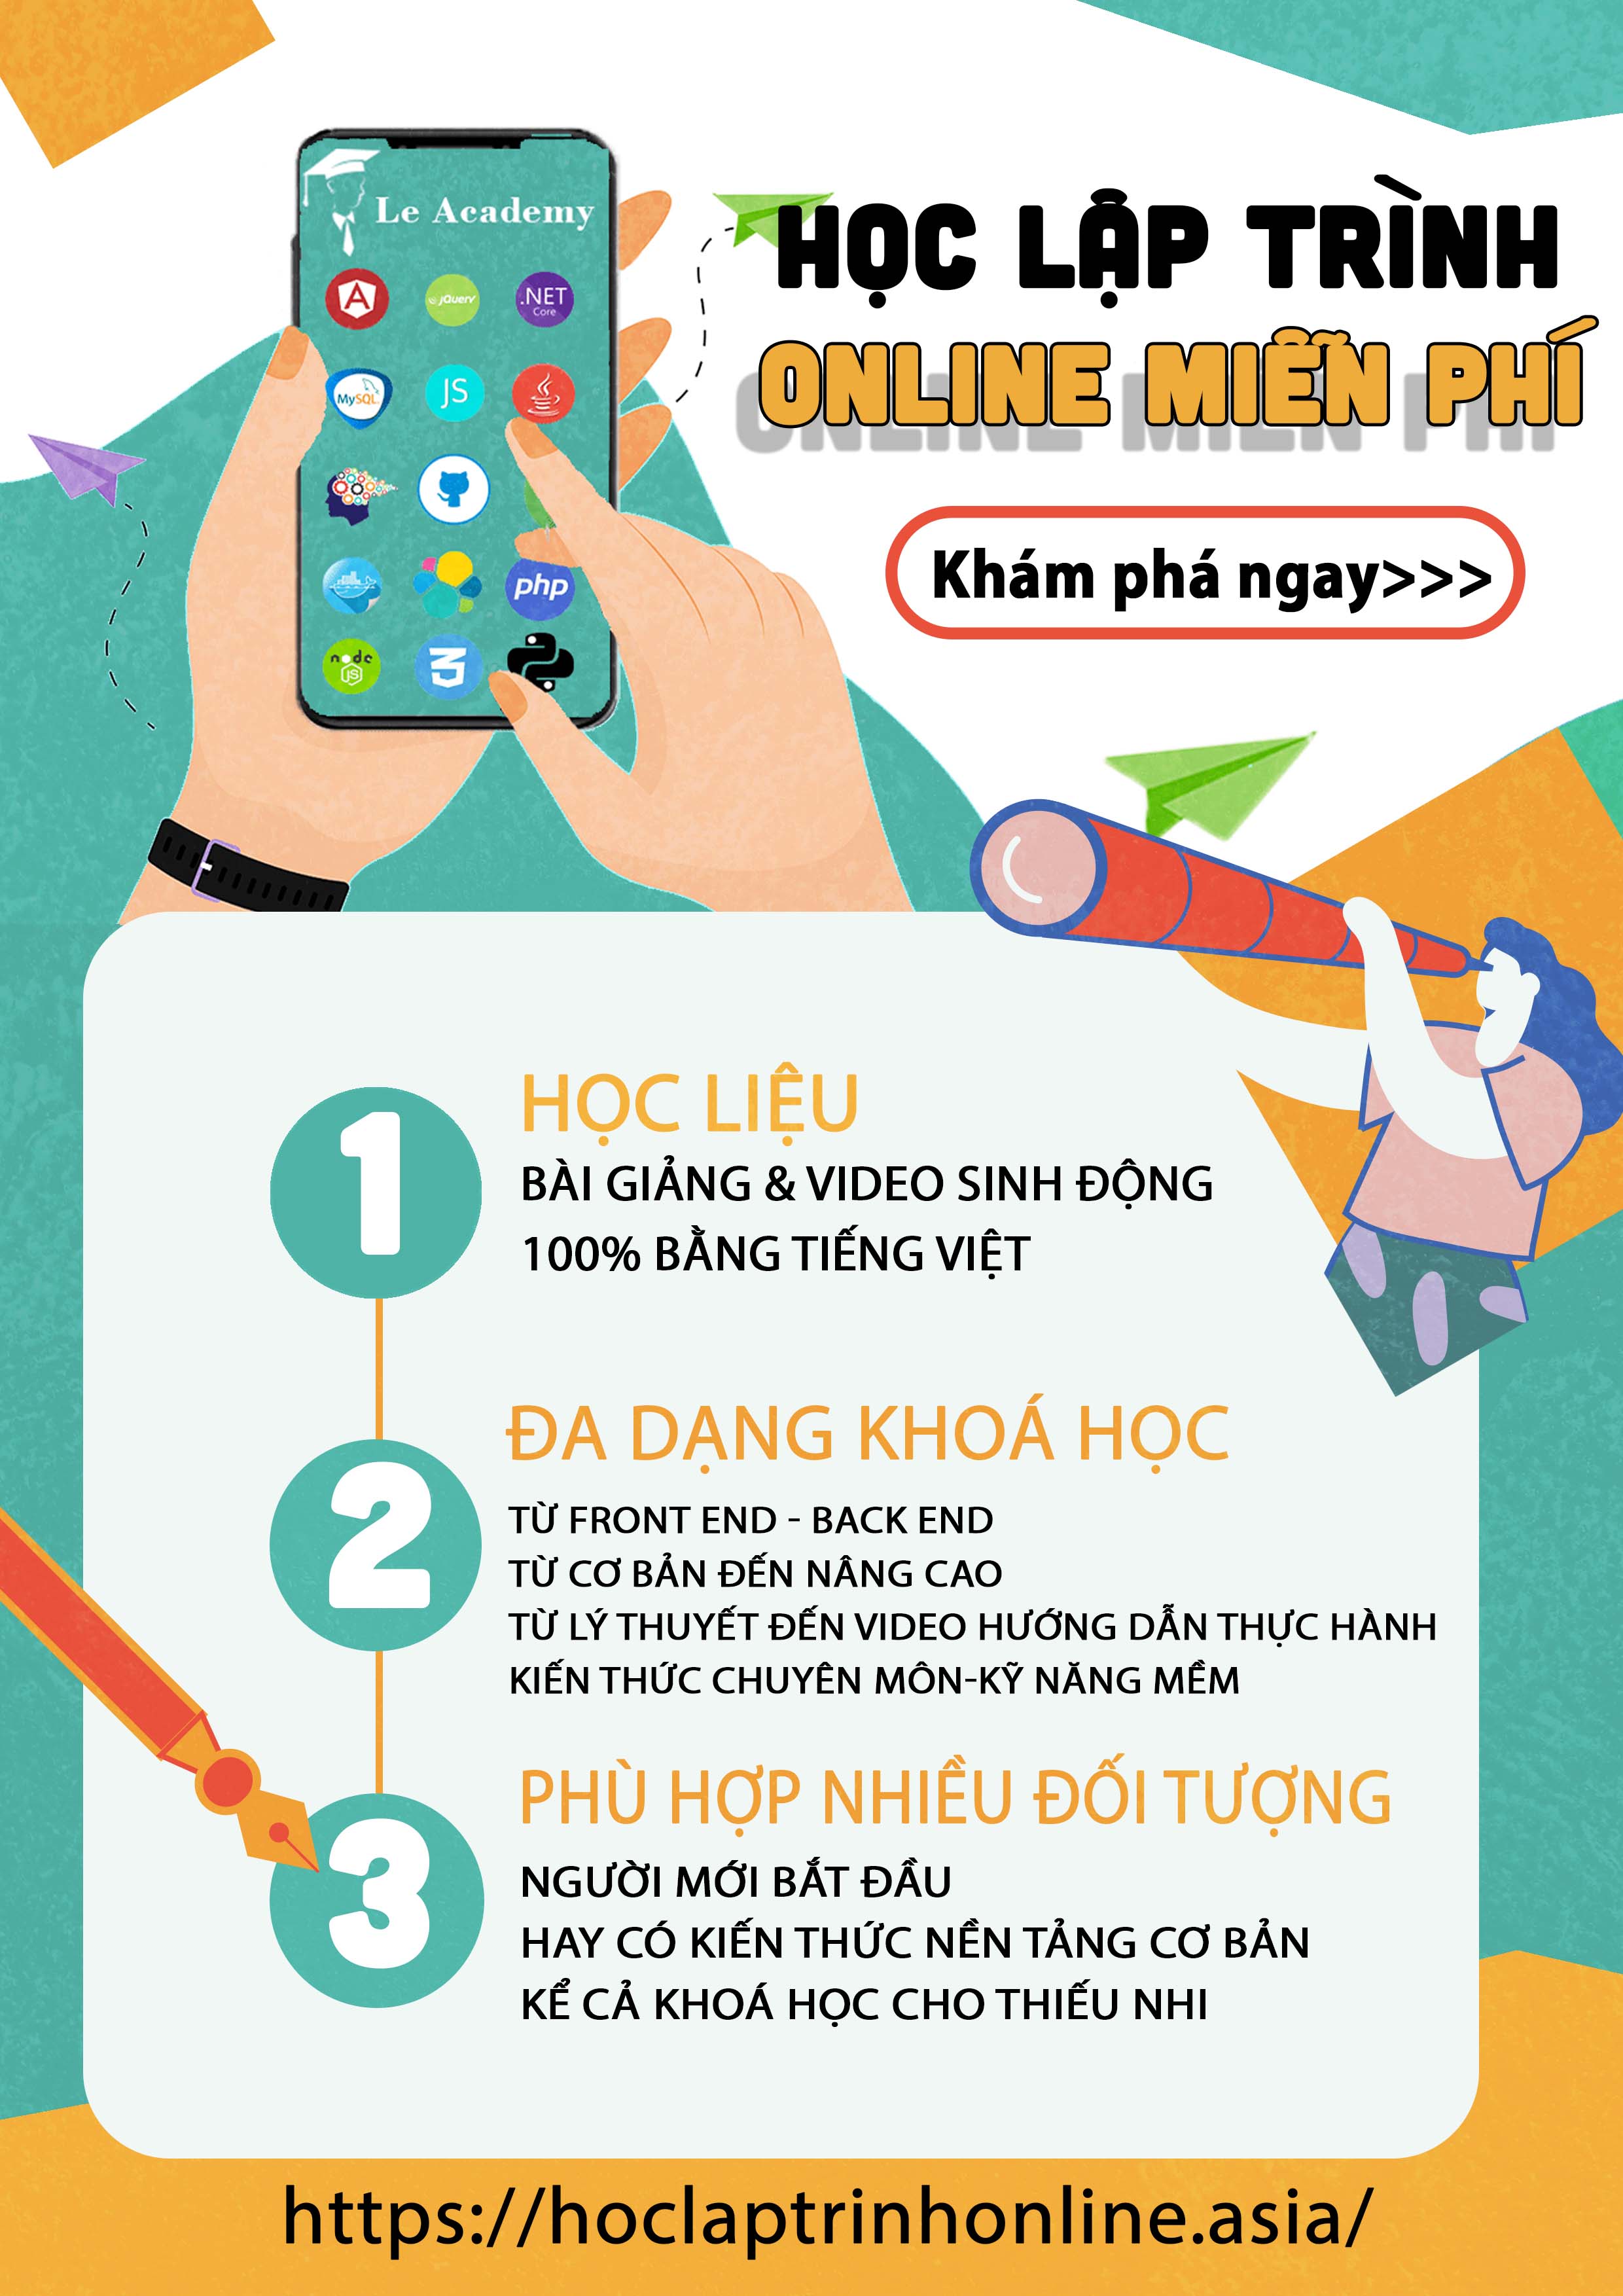 Le Academy
jQuery
.NET
Core
MySQL
JS
php
node
JS
HỌC LẬP TRÌNH
ONLINE MIỄN PHÍ
Khám phá ngay>>>
1
HỌC LIỆU
BÀI GIẢNG & VIDEO SINH ĐỘNG
100% BẰNG TIẾNG VIỆT
2
ĐA DẠNG KHOÁ HỌC
TỪ FRONT END - BACK END
TỪ CƠ BẢN ĐẾN NÂNG CAO
TỪ LÝ THUYẾT ĐẾN VIDEO HƯỚNG DẪN THỰC HÀNH
KIẾN THỨC CHUYÊN MÔN-KỸ NĂNG MỀM
3
PHÙ HỢP NHIỀU ĐỐI TƯỢNG
NGƯỜI MỚI BẮT ĐẦU
HAY CÓ KIẾN THỨC NỀN TẢNG CƠ BẢN
KỂ CẢ KHOÁ HỌC CHO THIẾU NHI
https://hoclaptrinhonline.asia/